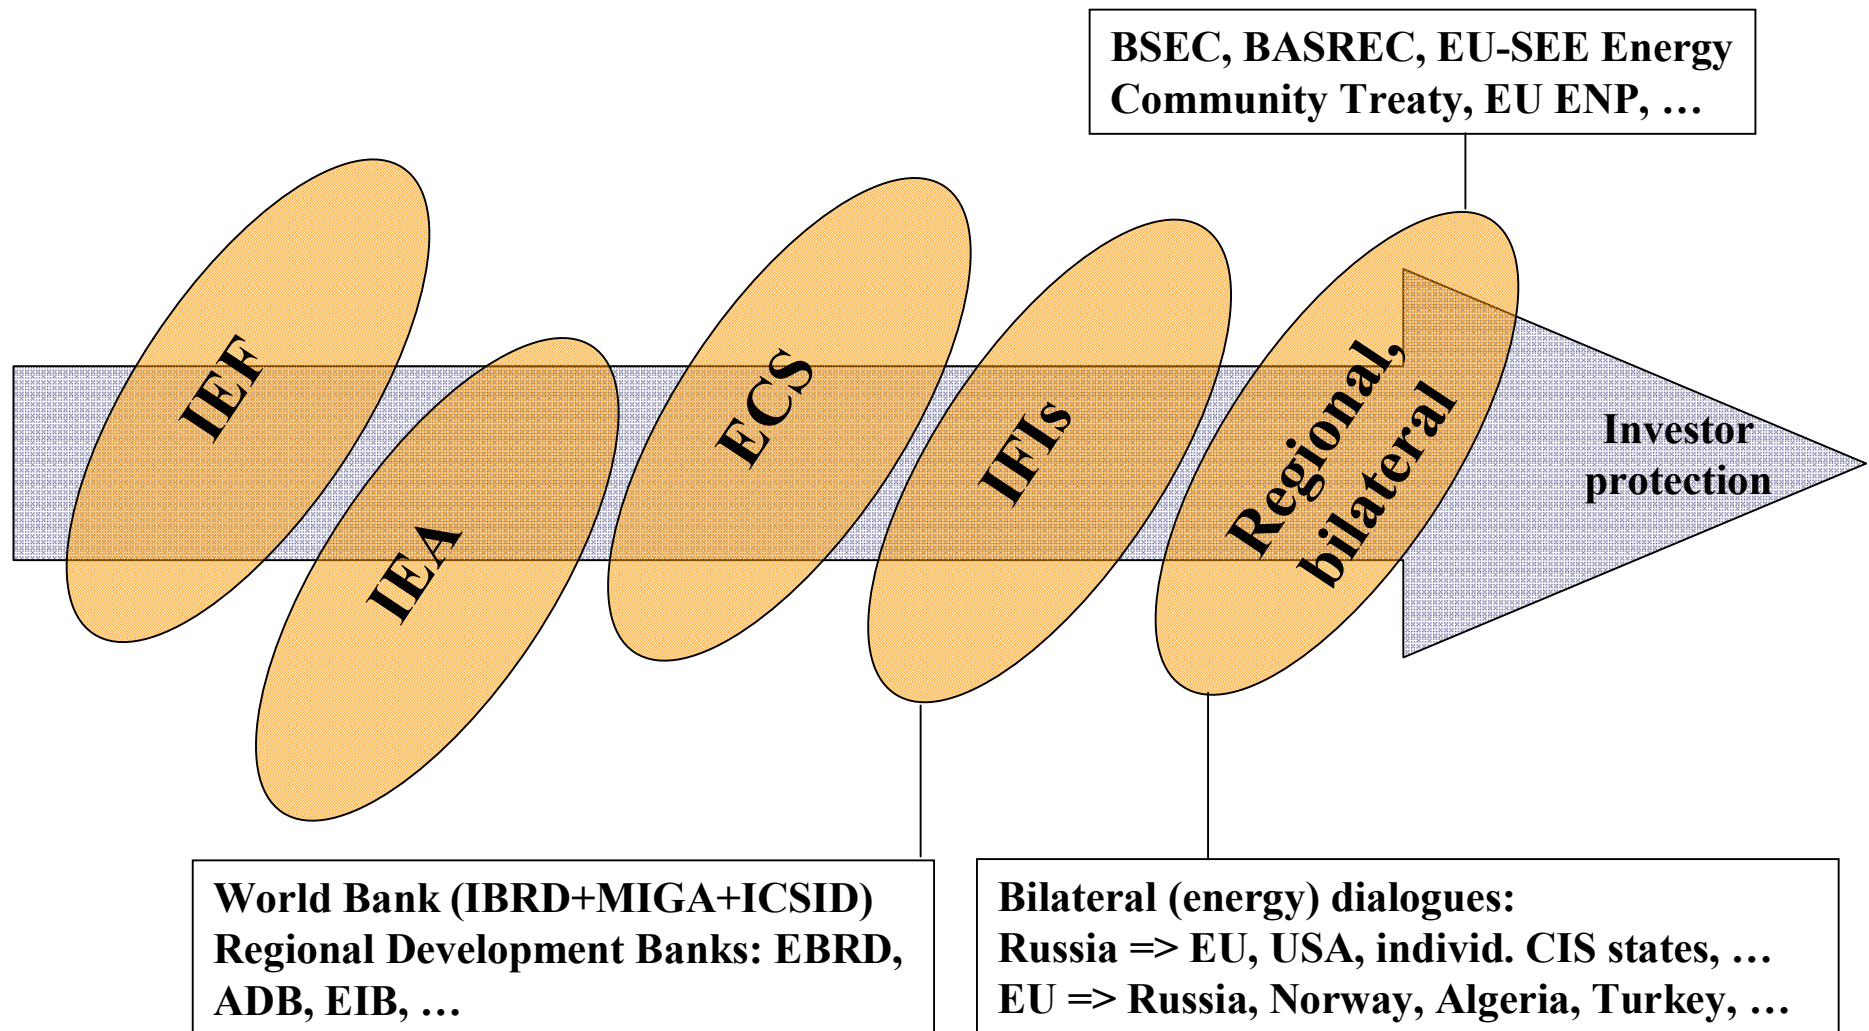 BSEC, BASREC, EU-SEE Energy
Community Treaty, EU ENP, …
IEF
IEA
ECS
IFIs
Regional,
bilateral
Investor
protection
World Bank (IBRD+MIGA+ICSID)
Regional Development Banks: EBRD,
ADB, EIB, …
Bilateral (energy) dialogues:
Russia => EU, USA, individ. CIS states, …
EU => Russia, Norway, Algeria, Turkey, …